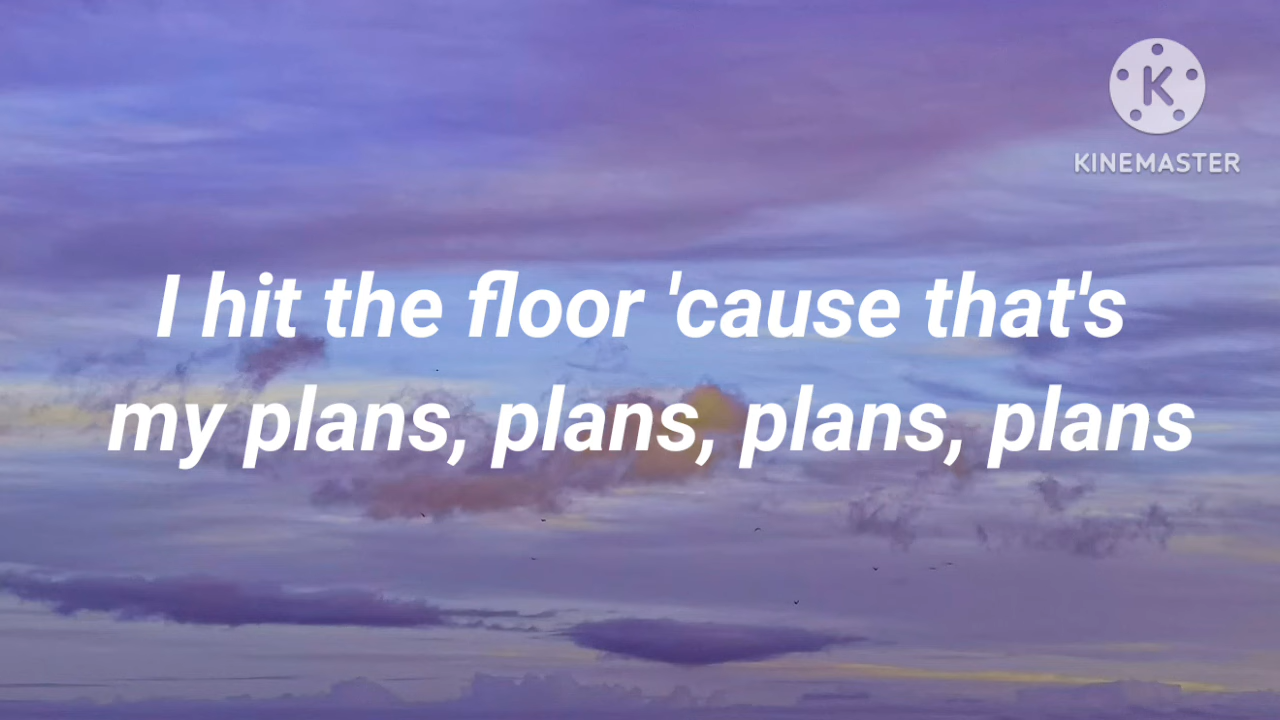 K
KINEMASTER
I hit the floor 'cause that's
my plans, plans, plans, plans